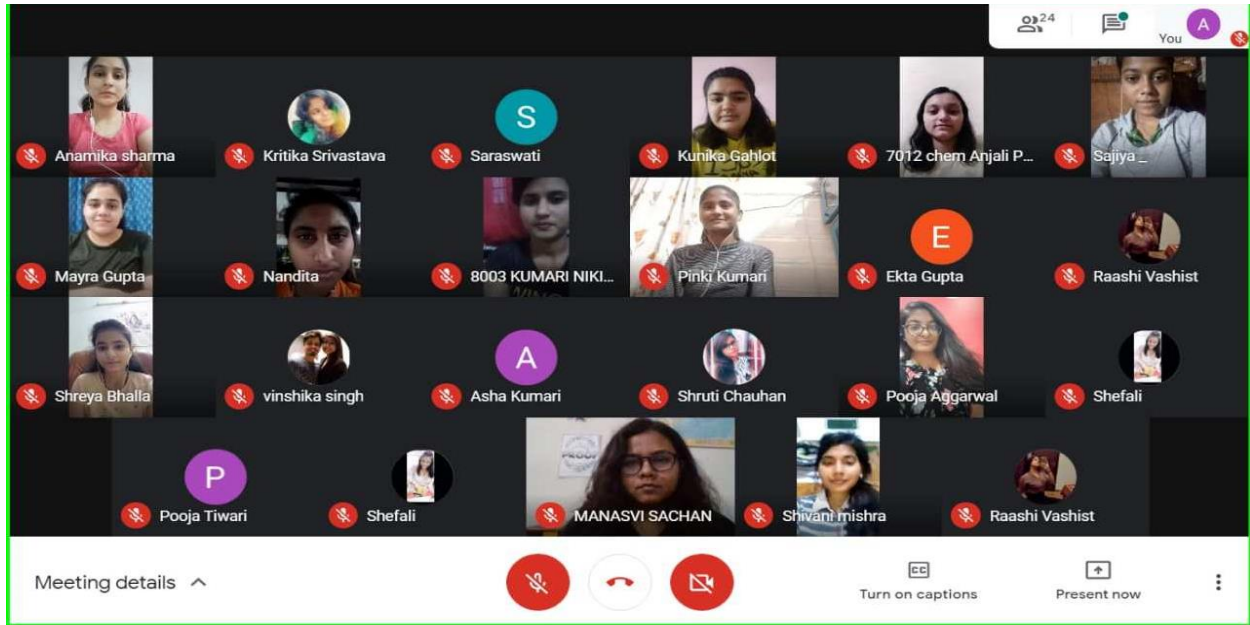 24
You
A
Anamika sharma
Kritika Srivastava
S
Saraswati
Kunika Gahlot
7012 chem Anjali P...
Sajiya _
Mayra Gupta
Nandita
8003 KUMARI NIKI...
Pinki Kumari
E
Ekta Gupta
Raashi Vashist
Shreya Bhalla
vinshika singh
A
Asha Kumari
Shruti Chauhan
Pooja Aggarwal
Shefali
P
Pooja Tiwari
Shefali
PROUD
MANASVI SACHAN
Shivani mishra
Raashi Vashist
Meeting details
CC
Turn on captions
Present now